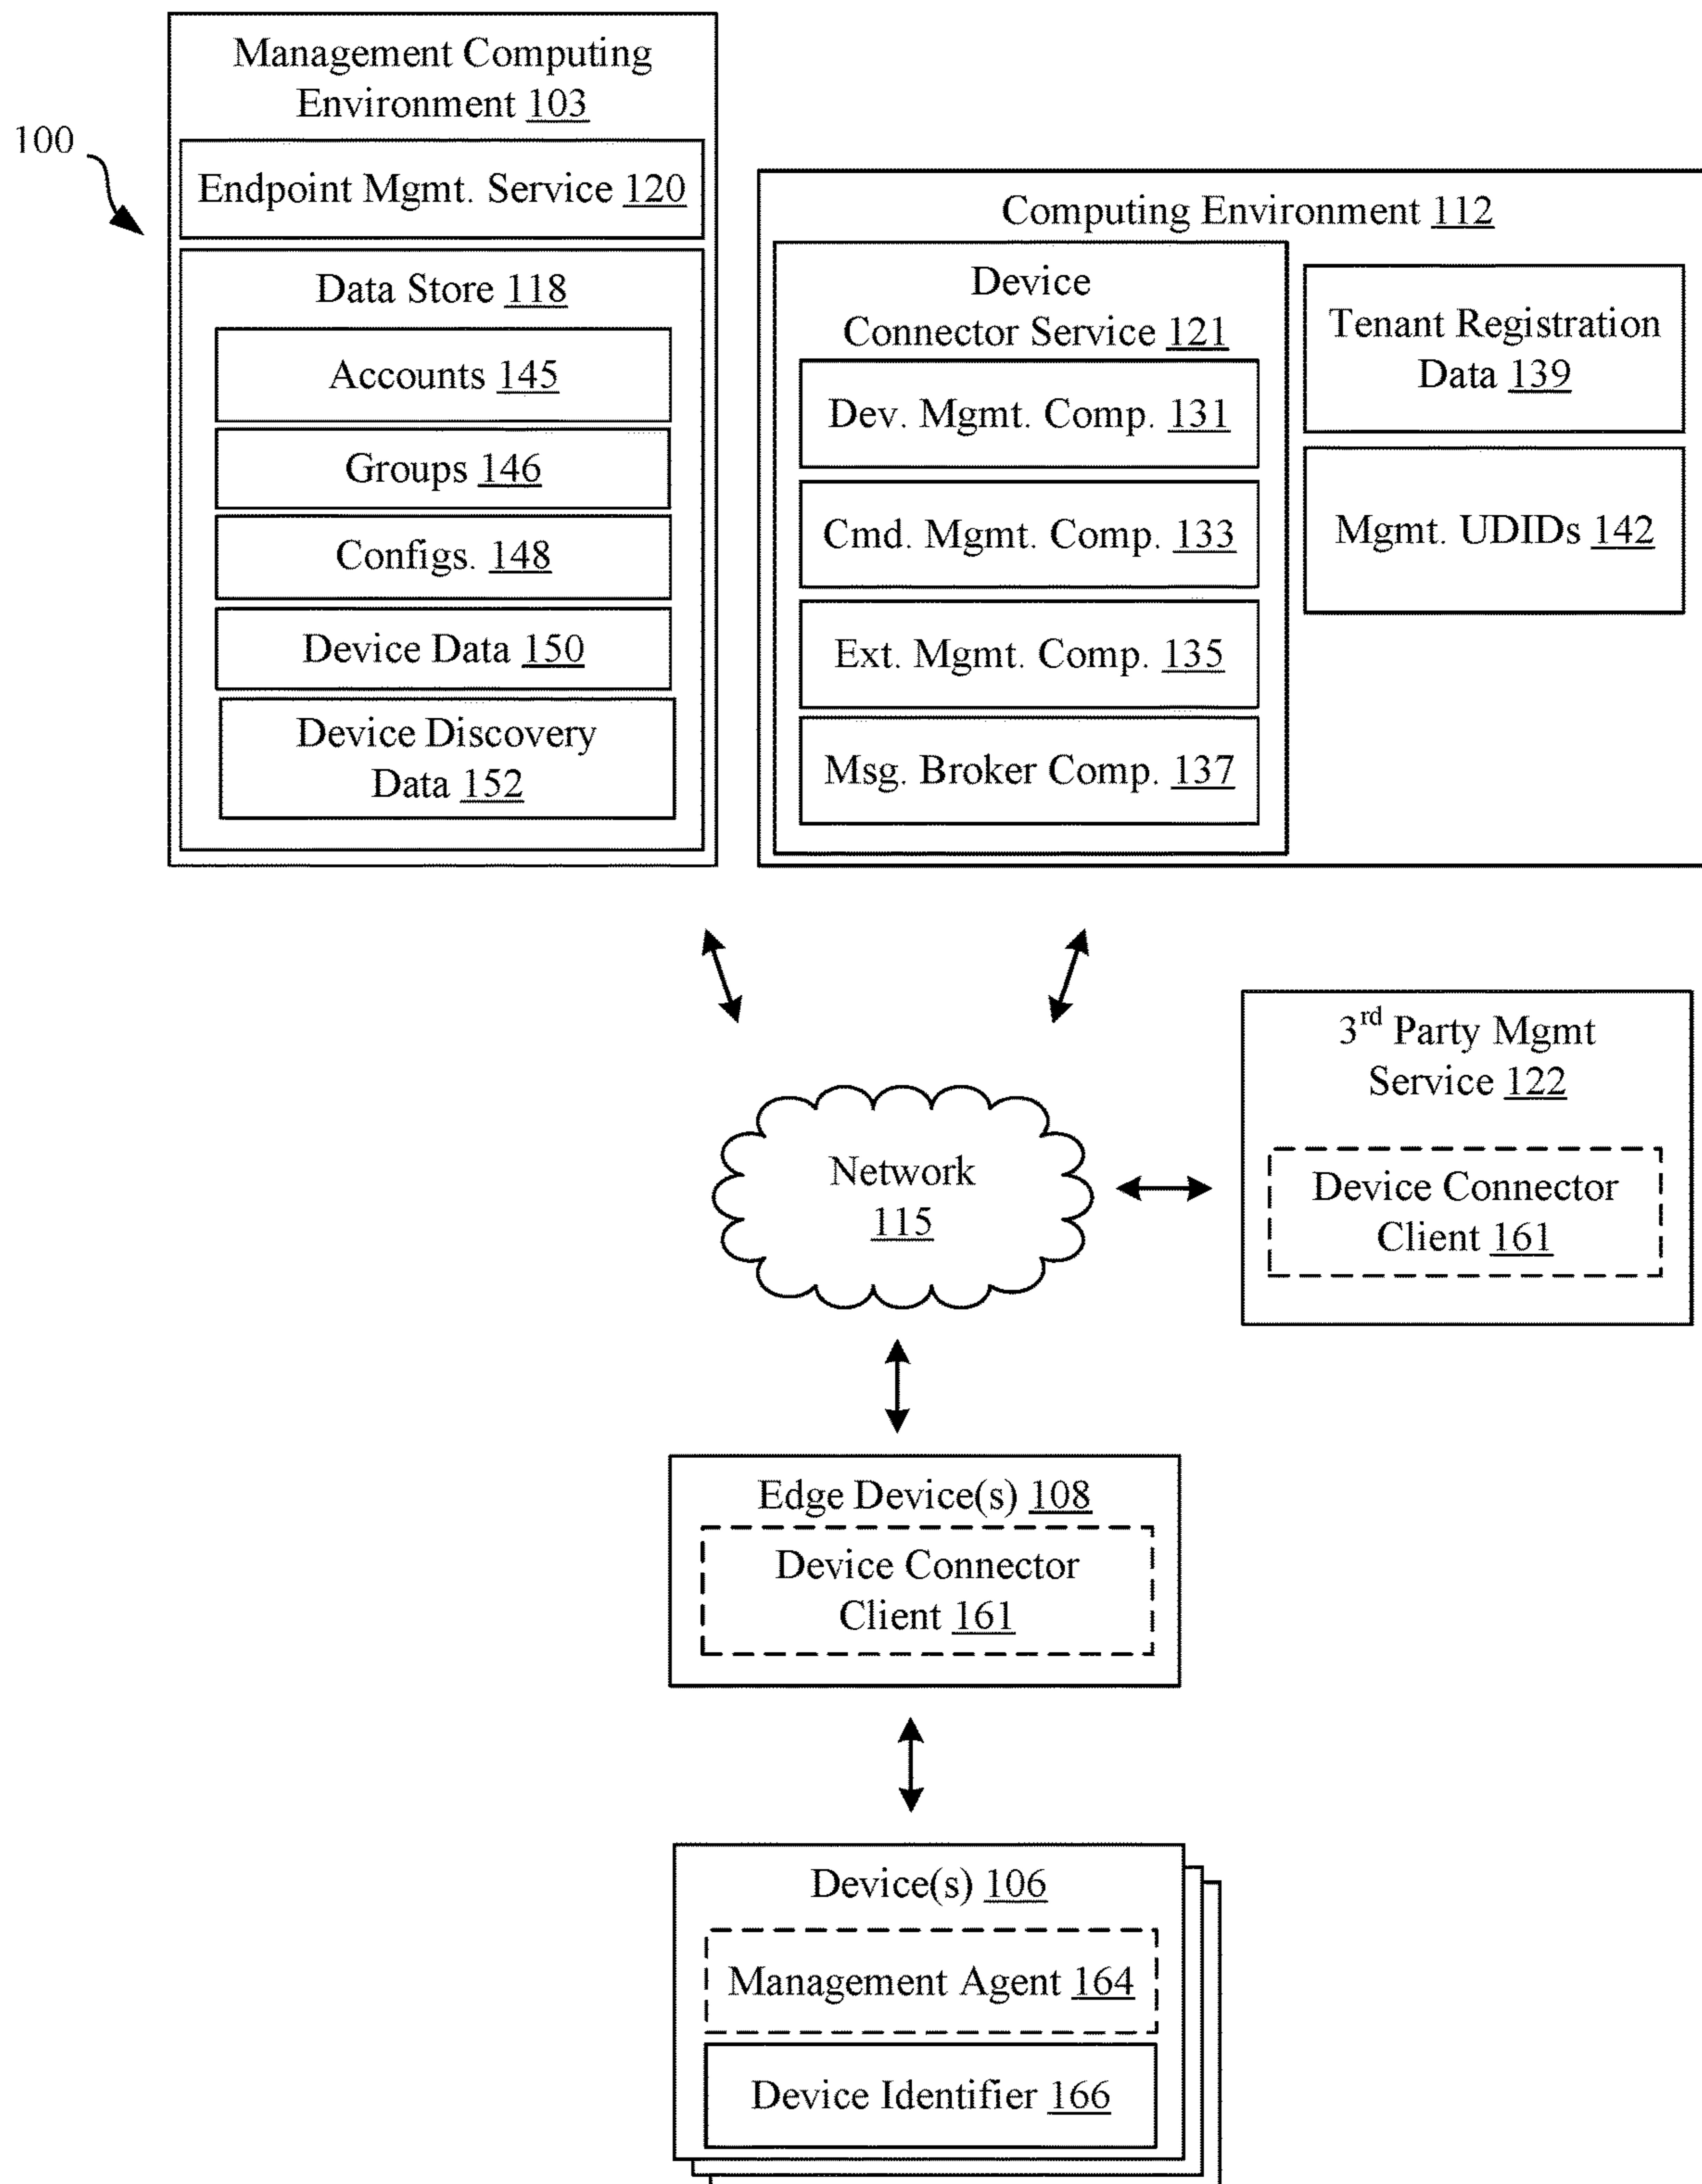 Management Computing
Environment 103
100
Endpoint Mgmt. Service 120
Data Store 118
Accounts 145
Groups 146
Configs. 148
Device Data 150
Device Discovery
Data 152
Computing Environment 112
Device
Connector Service 121
Dev. Mgmt. Comp. 131
Cmd. Mgmt. Comp. 133
Ext. Mgmt. Comp. 135
Msg. Broker Comp. 137
Tenant Registration
Data 139
Mgmt. UDIDs 142
3rd Party Mgmt
Service 122
Device Connector
Client 161
Network
115
Edge Device(s) 108
Device Connector
Client 161
Device(s) 106
Management Agent 164
Device Identifier 166